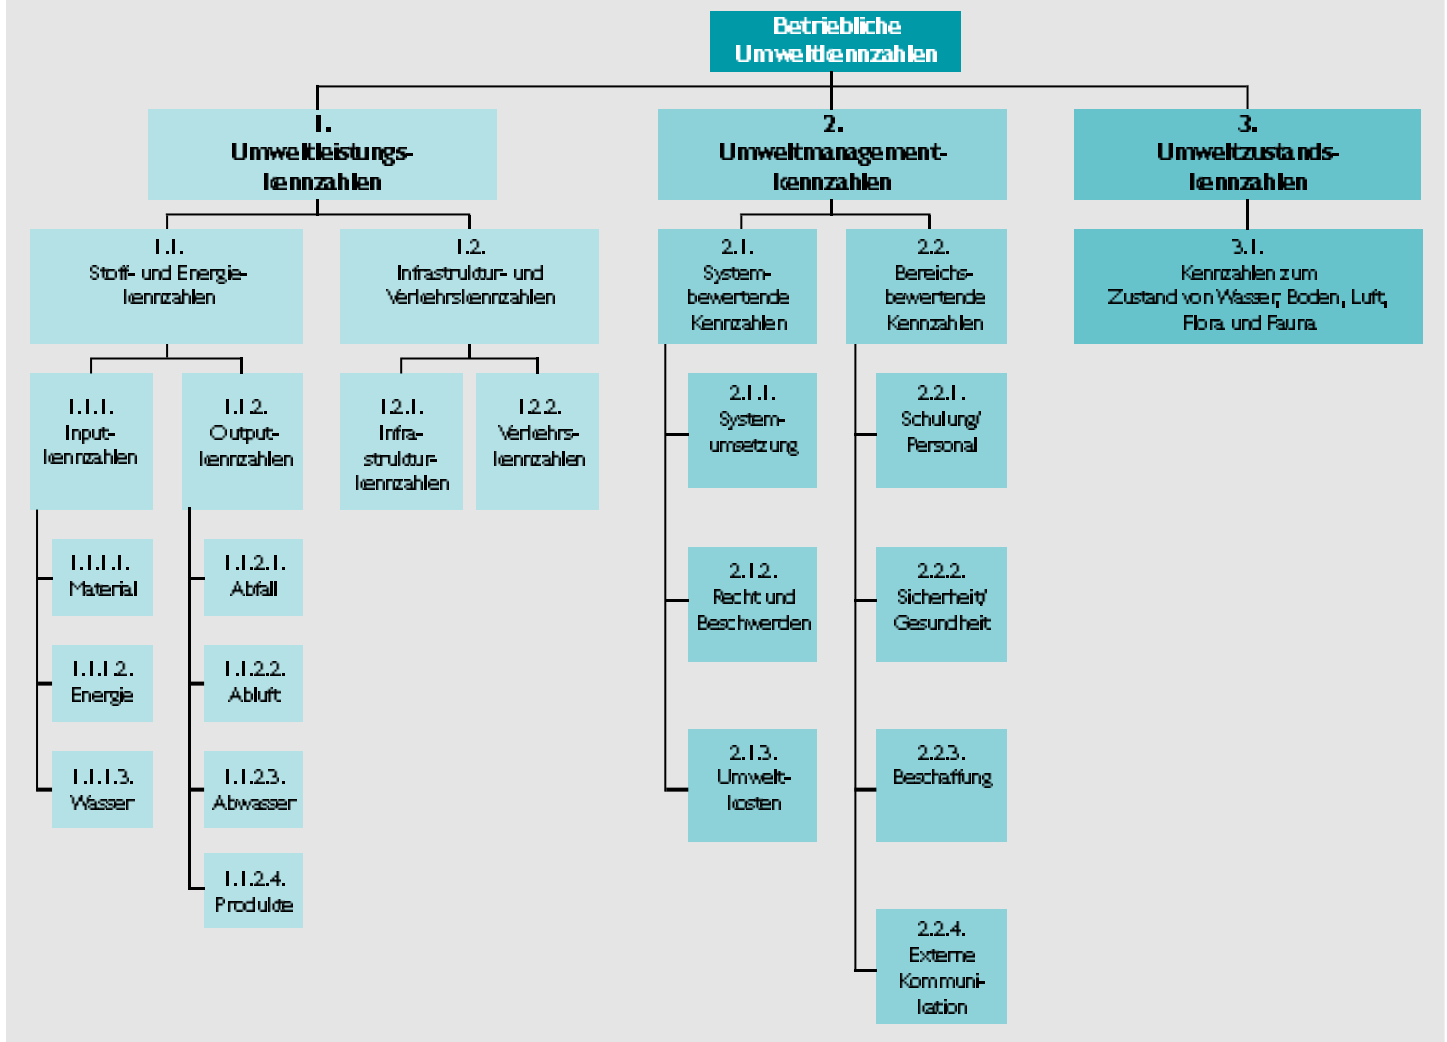 Betriebliche
Umweltkennzahlen
1.
Umweltleistungs-
kennzahlen
2.
Umweltmanagement-
kennzahlen
3.
Umweltzustands-
kennzahlen
1.1.
Stoff- und Energie-
kennzahlen
1.2.
Infrastruktur- und
Verkehrskennzahlen
2.1.
System-
bewertende
Kennzahlen
2.2.
Bereichs-
bewertende
Kennzahlen
3.1.
Kennzahlen zum
Zustand von Wasser, Boden, Luft,
Flora und Fauna
1.1.1.
Input-
kennzahlen
1.1.2.
Output-
kennzahlen
1.2.1.
Infra-
struktur-
kennzahlen
1.2.2.
Verkehrs-
kennzahlen
2.1.1.
System-
umsetzung
2.2.1.
Schulung/
Personal
1.1.1.1.
Material
1.1.2.1.
Abfall
2.1.2.
Recht und
Beschwerden
2.2.2.
Sicherheit/
Gesundheit
1.1.1.2.
Energie
1.1.2.2.
Abluft
1.1.1.3.
Wasser
1.1.2.3.
Abwasser
2.1.3.
Umwelt-
kosten
2.2.3.
Beschaffung
1.1.2.4.
Produkte
2.2.4.
Externe
Kommuni-
kation